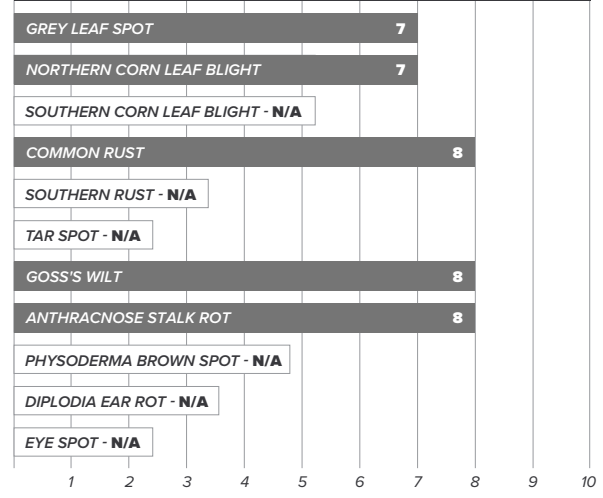 GREY LEAF SPOT 7
NORTHERN CORN LEAF BLIGHT 7
SOUTHERN CORN LEAF BLIGHT - N/A
COMMON RUST 8
SOUTHERN RUST - N/A
TAR SPOT - N/A
GOSS'S WILT 8
ANTHRACNOSE STALK ROT 8
PHYSODERMA BROWN SPOT - N/A
DIPLODIA EAR ROT - N/A
EYE SPOT - N/A
1 2 3 4 5 6 7 8 9 10